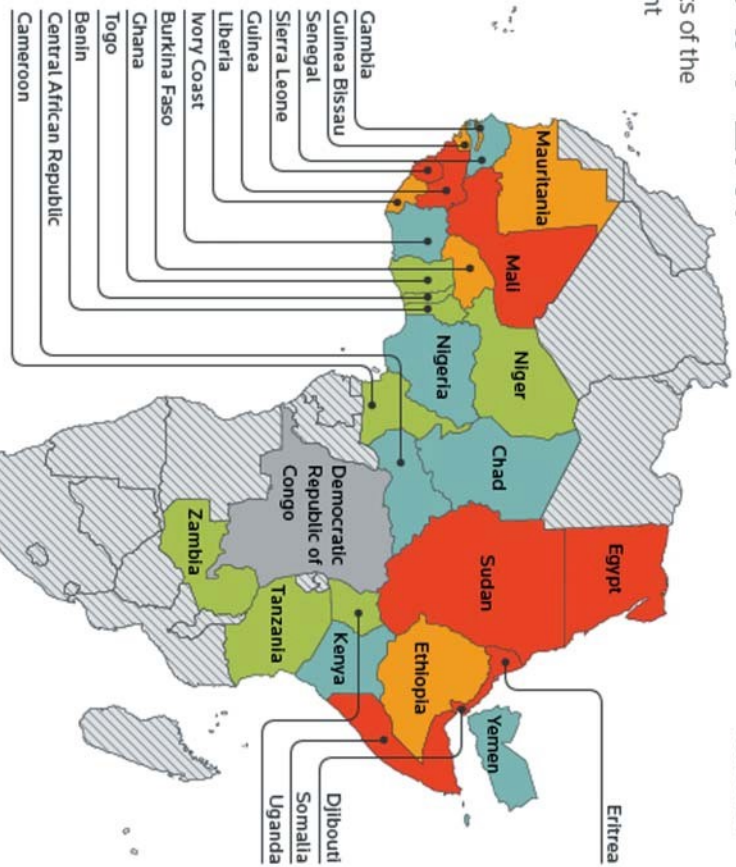 s of the
nt
Gambia
Guinea Bissau
Senegal
Sierra Leone
Guinea
Liberia
Ivory Coast
Burkina Faso
Ghana
Togo
Benin
Central African Republic
Cameroon
Mauritania
Mali
Niger
Nigeria
Chad
Egypt
Sudan
Ethiopia
Yemen
Democratic
Republic of
Congo
Kenya
Tanzania
Zambia
Eritrea
Djibouti
Somalia
Uganda